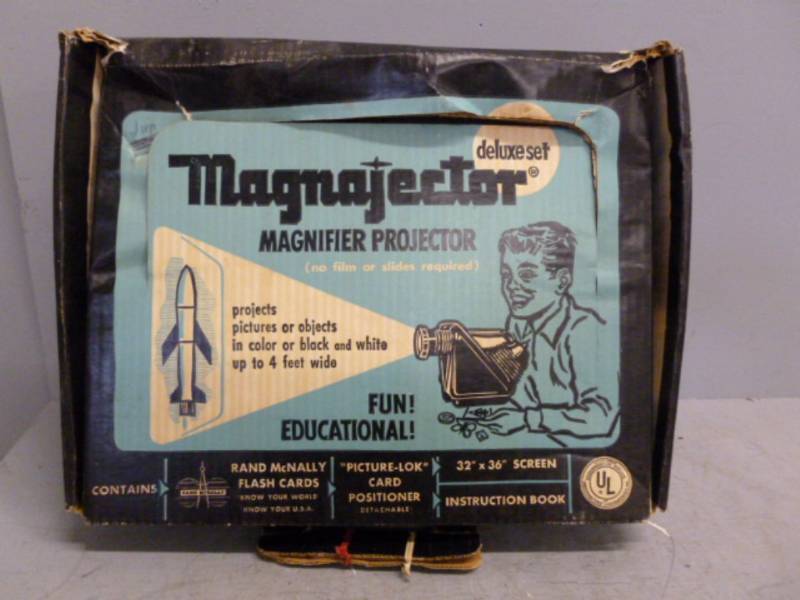 deluxe set
Magnajector®
MAGNIFIER PROJECTOR
(no film or slides required)
projects
pictures or objects
in color or black and white
up to 4 feet wide
FUN!
EDUCATIONAL!
CONTAINS
RAND McNALLY
FLASH CARDS
KNOW YOUR WORLD
KNOW YOUR U.S.A.
"PICTURE-LOK"
CARD
POSITIONER
DETACHABLE
32" x 36" SCREEN
INSTRUCTION BOOK
UL